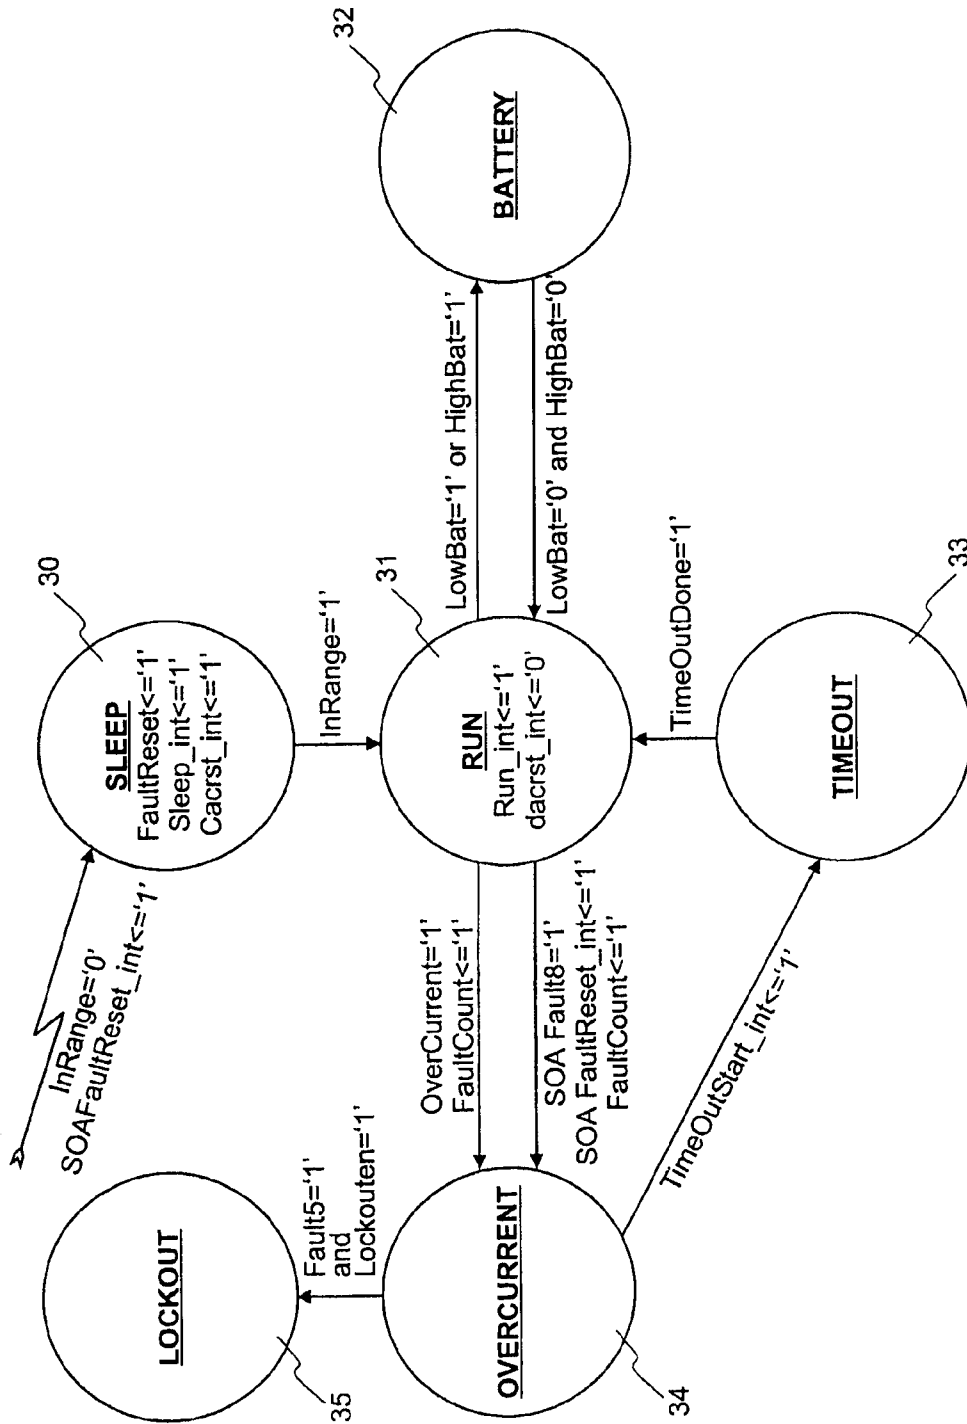 InRange='0'
SOAFaultReset_int<='1'
30
SLEEP
FaultReset<='1'
Sleep_int<='1'
Cacrst_int<='1'
LOCKOUT
35
InRange='1'
Fault5='1'
and
Lockouten='1'
31
RUN
Run_int<='1'
dacrst_int<='0'
32
BATTERY
LowBat='1' or HighBat='1'
LowBat='0' and HighBat='0'
OverCurrent='1'
FaultCount<='1'
SOA Fault8='1'
SOA FaultReset_int<='1'
FaultCount<='1'
OVERCURRENT
34
TimeOutDone='1'
TimeOutStart_int<='1'
TIMEOUT
33